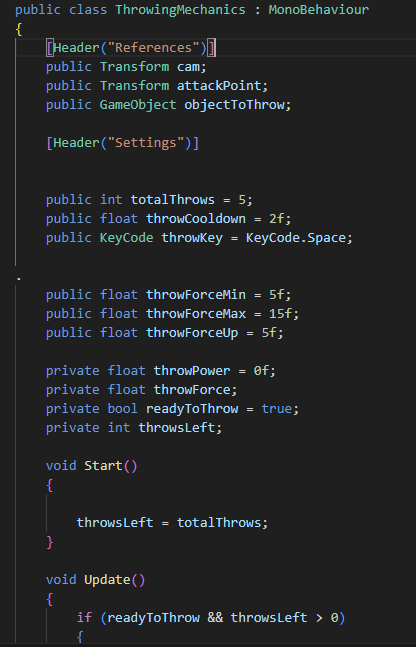 public class ThrowingMechanics : MonoBehaviour
{
[Header("References")]
public Transform cam;
public Transform attackPoint;
public GameObject objectToThrow;
[Header("Settings")]
public int totalThrows = 5;
public float throwCooldown = 2f;
public KeyCode throwKey = KeyCode.Space;
.
public float throwForceMin = 5f;
public float throwForceMax = 15f;
public float throwForceUp = 5f;
private float throwPower = 0f;
private float throwForce;
private bool readyToThrow = true;
private int throwsLeft;
void Start()
{
throwsLeft = totalThrows;
}
void Update()
{
if (readyToThrow && throwsLeft > 0)
{